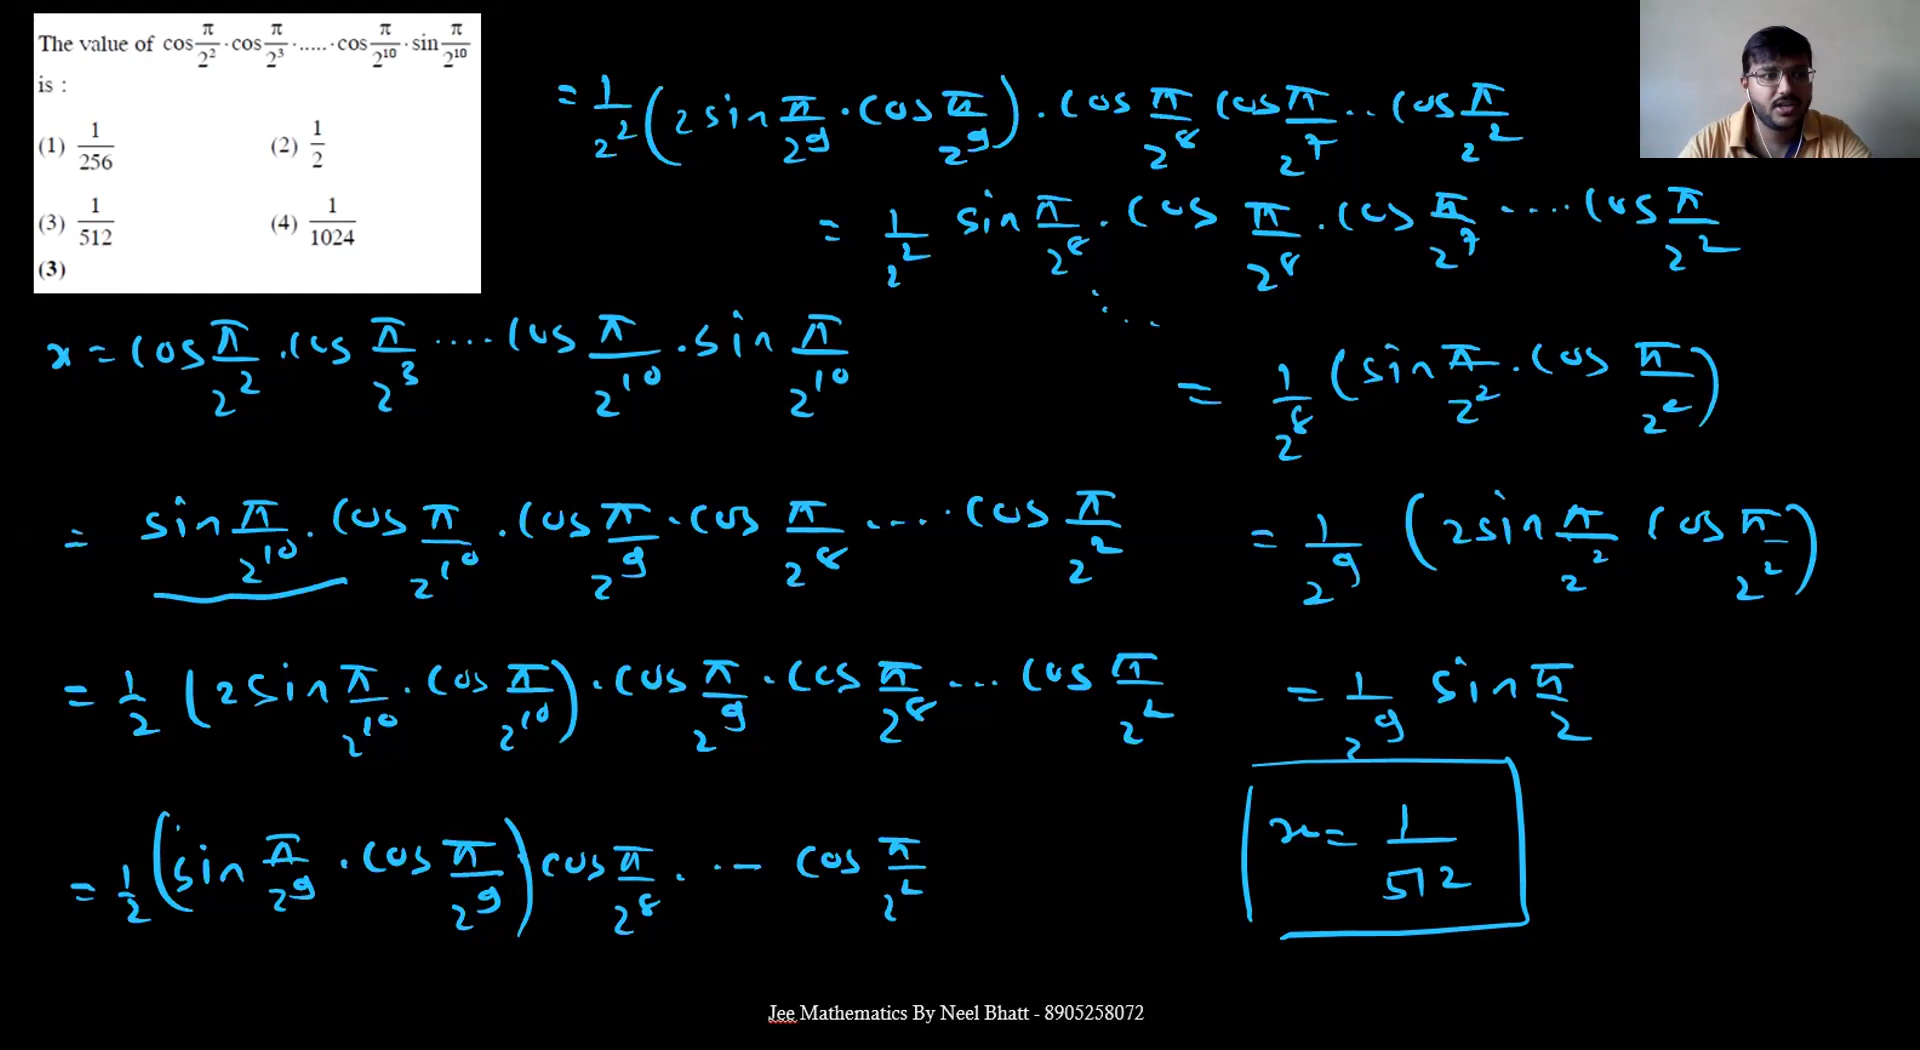 The value of cos π/2² · cos π/2³ · ..... · cos π/2¹⁰ · sin π/2¹⁰
is :
(1) 1/256 (2) 1/2
(3) 1/512 (4) 1/1024
(3)
x = cos π/2² · cos π/2³ .... cos π/2¹⁰ · sin π/2¹⁰
= sin π/2¹⁰ · cos π/2¹⁰ · cos π/2⁹ · cos π/2⁸ .... cos π/2²
= 1/2 (2 sin π/2¹⁰ · cos π/2¹⁰) · cos π/2⁹ · cos π/2⁸ ... cos π/2²
= 1/2 (sin π/2⁹ · cos π/2⁹) cos π/2⁸ . .- cos π/2²
= 1/2² (2 sin π/2⁹ · cos π/2⁹) · cos π/2⁸ cos π/2⁷ .. cos π/2²
= 1/2² sin π/2⁸ · cos π/2⁸ · cos π/2⁷ .... cos π/2²
= 1/2⁸ (sin π/2² · cos π/2²)
= 1/2⁹ (2 sin π/2² cos π/2²)
= 1/2⁹ sin π/2
x = 1/512
Jee Mathematics By Neel Bhatt - 8905258072